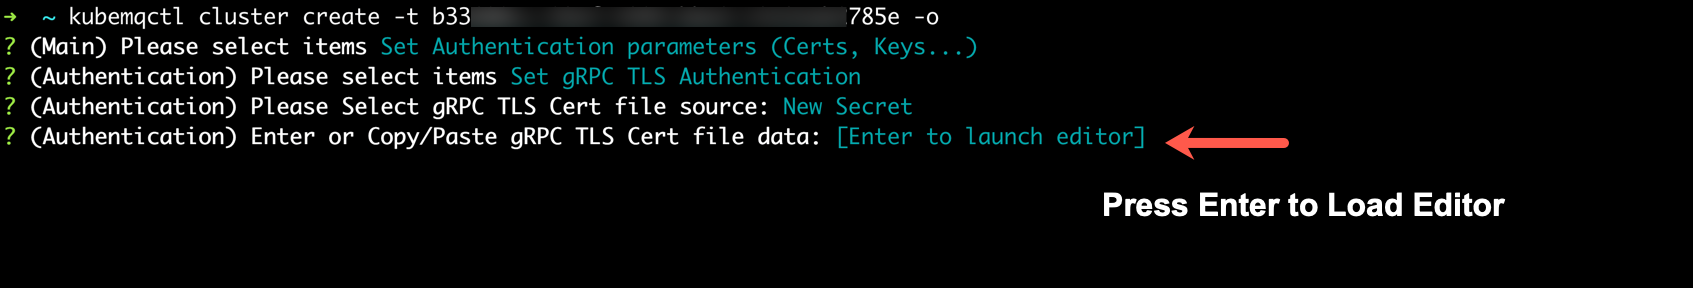 ➜ ~ kubemqctl cluster create -t b33 785e -o
? (Main) Please select items Set Authentication parameters (Certs, Keys...)
? (Authentication) Please select items Set gRPC TLS Authentication
? (Authentication) Please Select gRPC TLS Cert file source: New Secret
? (Authentication) Enter or Copy/Paste gRPC TLS Cert file data: [Enter to launch editor]
Press Enter to Load Editor